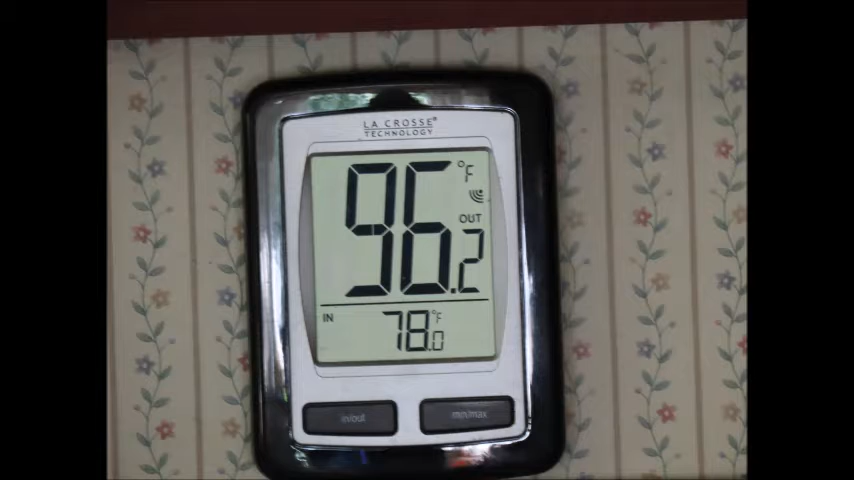 LA CROSSE®
TECHNOLOGY
96.2 °F
OUT
IN 78.0 °F
in/out
min/max